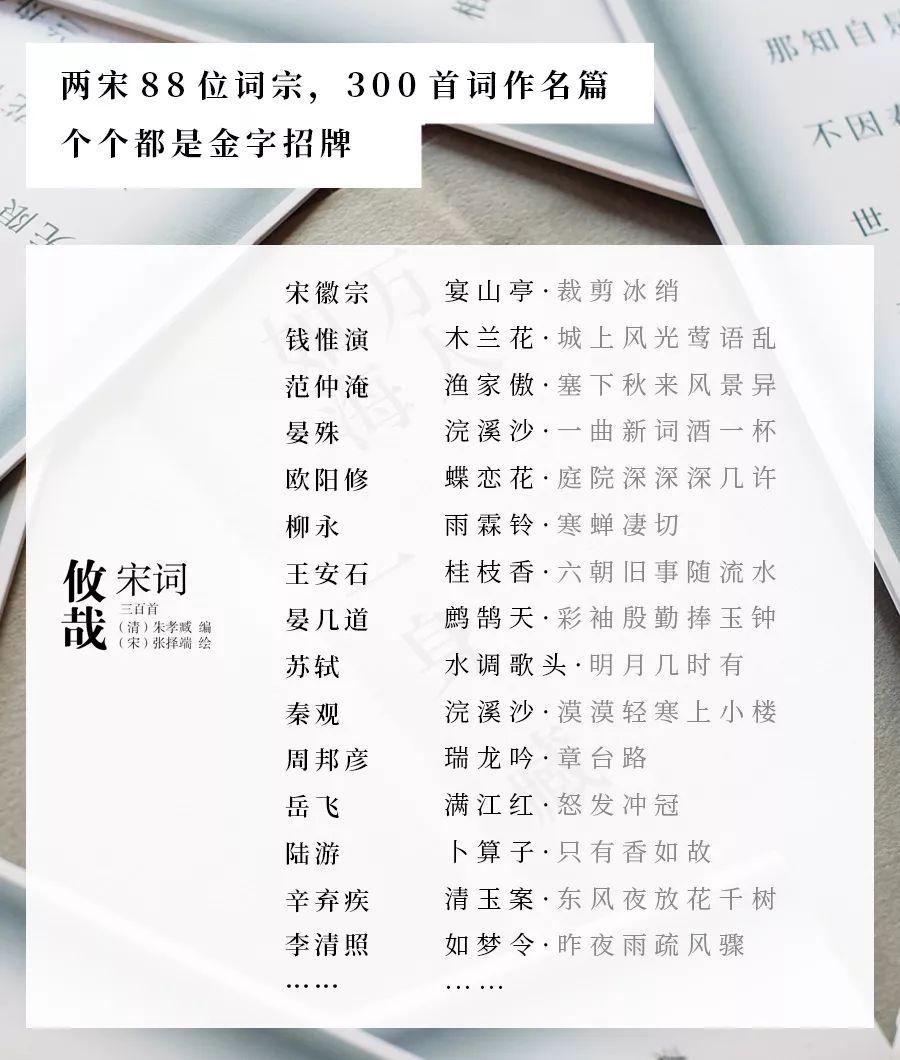 两宋88位词宗，300首词作名篇
个个都是金字招牌
那知自是
不因春
世
无限
攸哉
宋词
三百首
（清）朱孝臧 编
（宋）张择端 绘
宋徽宗 宴山亭·裁剪冰绡
钱惟演 木兰花·城上风光莺语乱
范仲淹 渔家傲·塞下秋来风景异
晏殊 浣溪沙·一曲新词酒一杯
欧阳修 蝶恋花·庭院深深深几许
柳永 雨霖铃·寒蝉凄切
王安石 桂枝香·六朝旧事随流水
晏几道 鹧鸪天·彩袖殷勤捧玉钟
苏轼 水调歌头·明月几时有
秦观 浣溪沙·漠漠轻寒上小楼
周邦彦 瑞龙吟·章台路
岳飞 满江红·怒发冲冠
陆游 卜算子·只有香如故
辛弃疾 清玉案·东风夜放花千树
李清照 如梦令·昨夜雨疏风骤
…… ……
万人如海一身藏